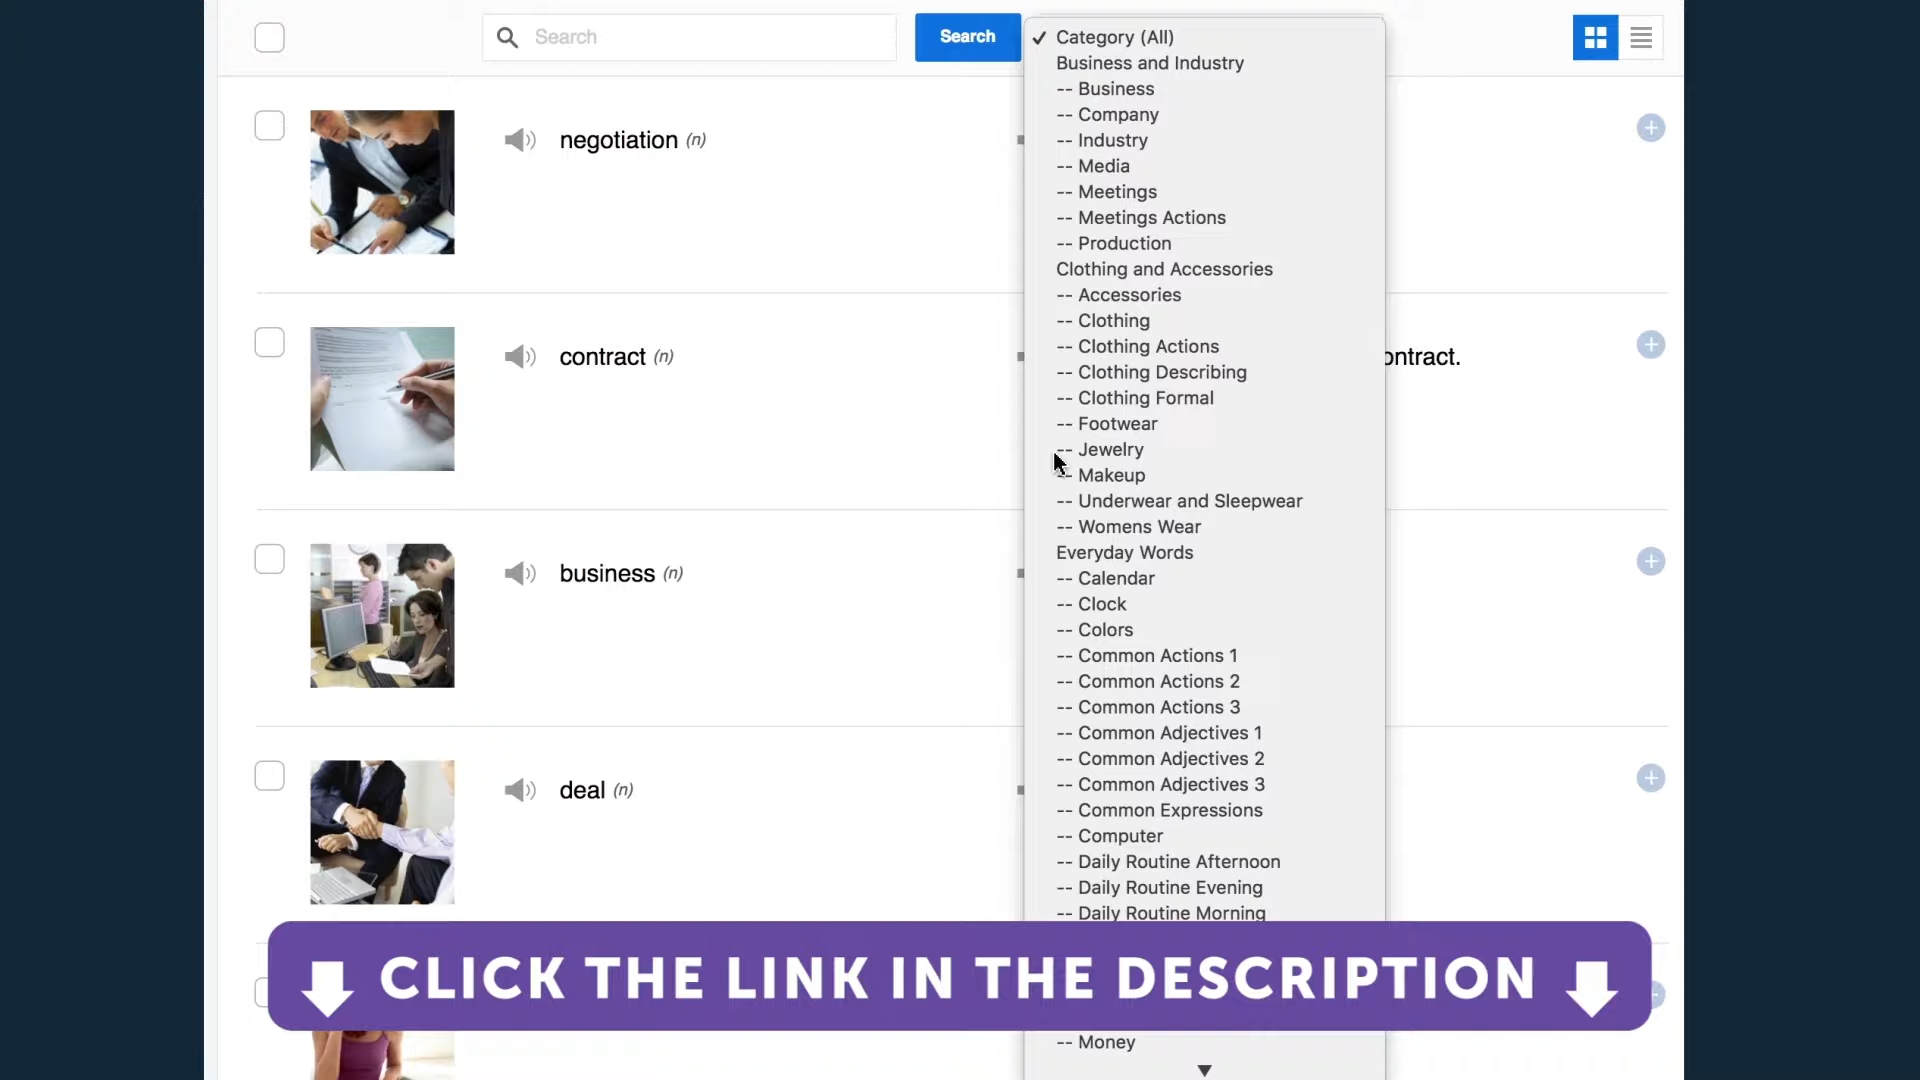 Search
Search
Category (All)
Business and Industry
-- Business
-- Company
-- Industry
-- Media
-- Meetings
-- Meetings Actions
-- Production
Clothing and Accessories
-- Accessories
-- Clothing
-- Clothing Actions
-- Clothing Describing
-- Clothing Formal
-- Footwear
-- Jewelry
-- Makeup
-- Underwear and Sleepwear
-- Womens Wear
Everyday Words
-- Calendar
-- Clock
-- Colors
-- Common Actions 1
-- Common Actions 2
-- Common Actions 3
-- Common Adjectives 1
-- Common Adjectives 2
-- Common Adjectives 3
-- Common Expressions
-- Computer
-- Daily Routine Afternoon
-- Daily Routine Evening
-- Daily Routine Morning
-- Money
negotiation (n)
contract (n)
ontract.
business (n)
deal (n)
CLICK THE LINK IN THE DESCRIPTION